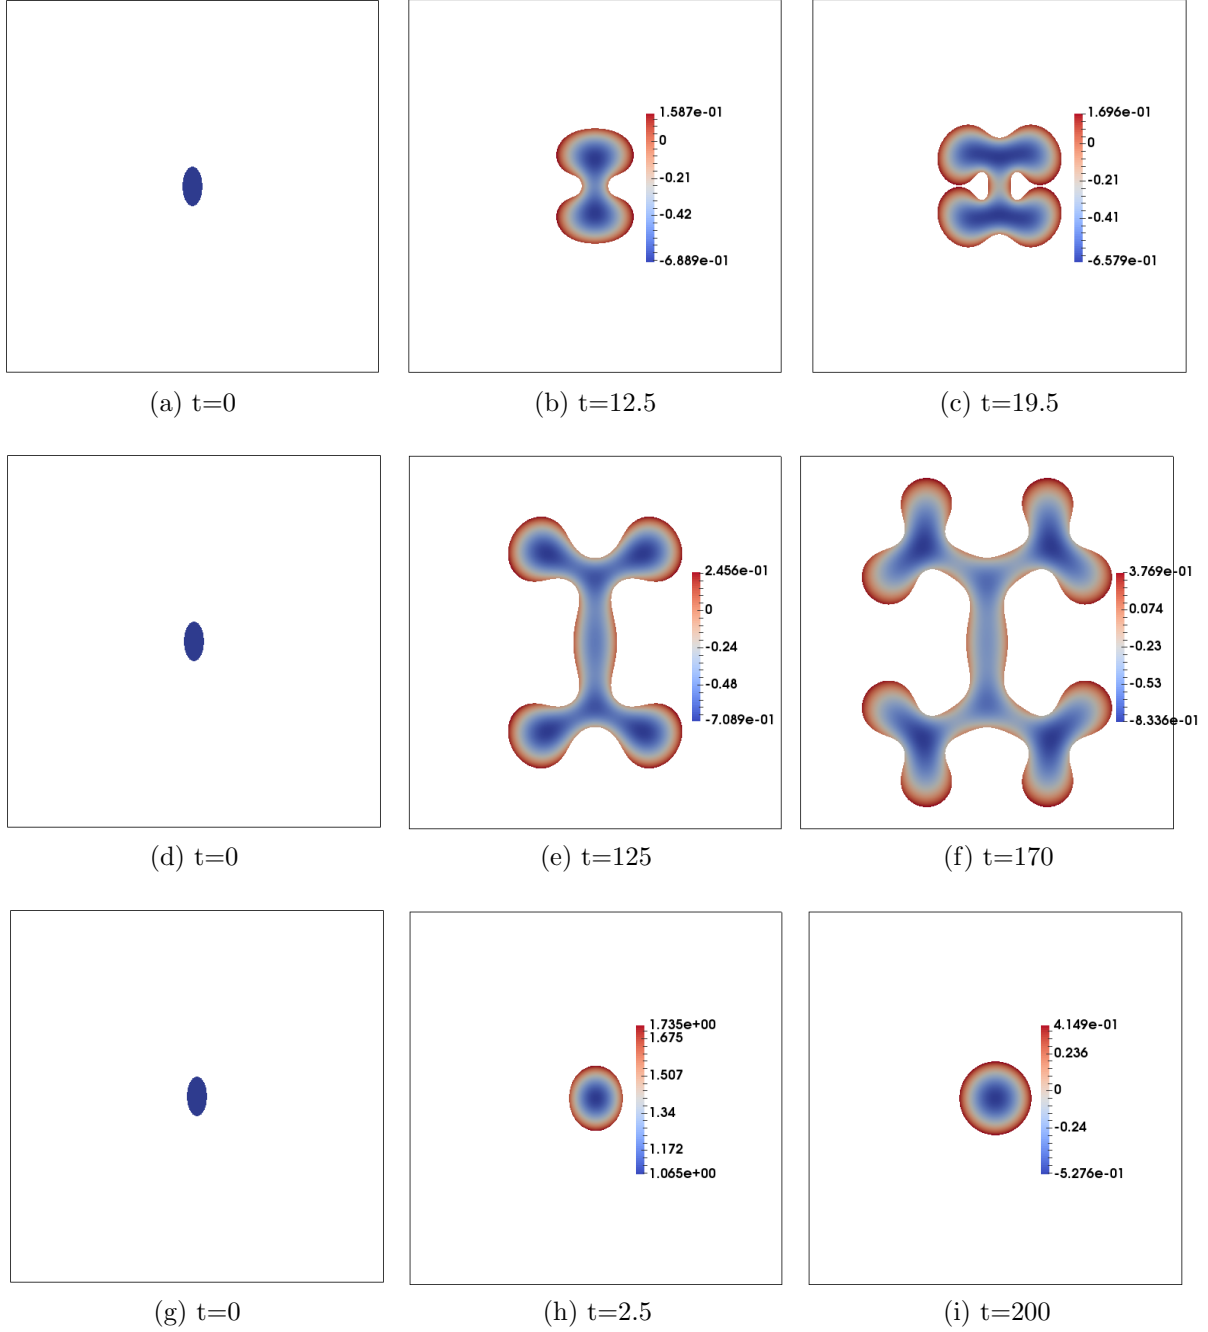 1.587e-01
0
-0.21
-0.42
-6.889e-01
1.696e-01
0
-0.21
-0.41
-6.579e-01
(a) t=0
(b) t=12.5
(c) t=19.5
2.456e-01
0
-0.24
-0.48
-7.089e-01
3.769e-01
0.074
-0.23
-0.53
-8.336e-01
(d) t=0
(e) t=125
(f) t=170
1.735e+00
1.675
1.507
1.34
1.172
1.065e+00
4.149e-01
0.236
0
-0.24
-5.276e-01
(g) t=0
(h) t=2.5
(i) t=200